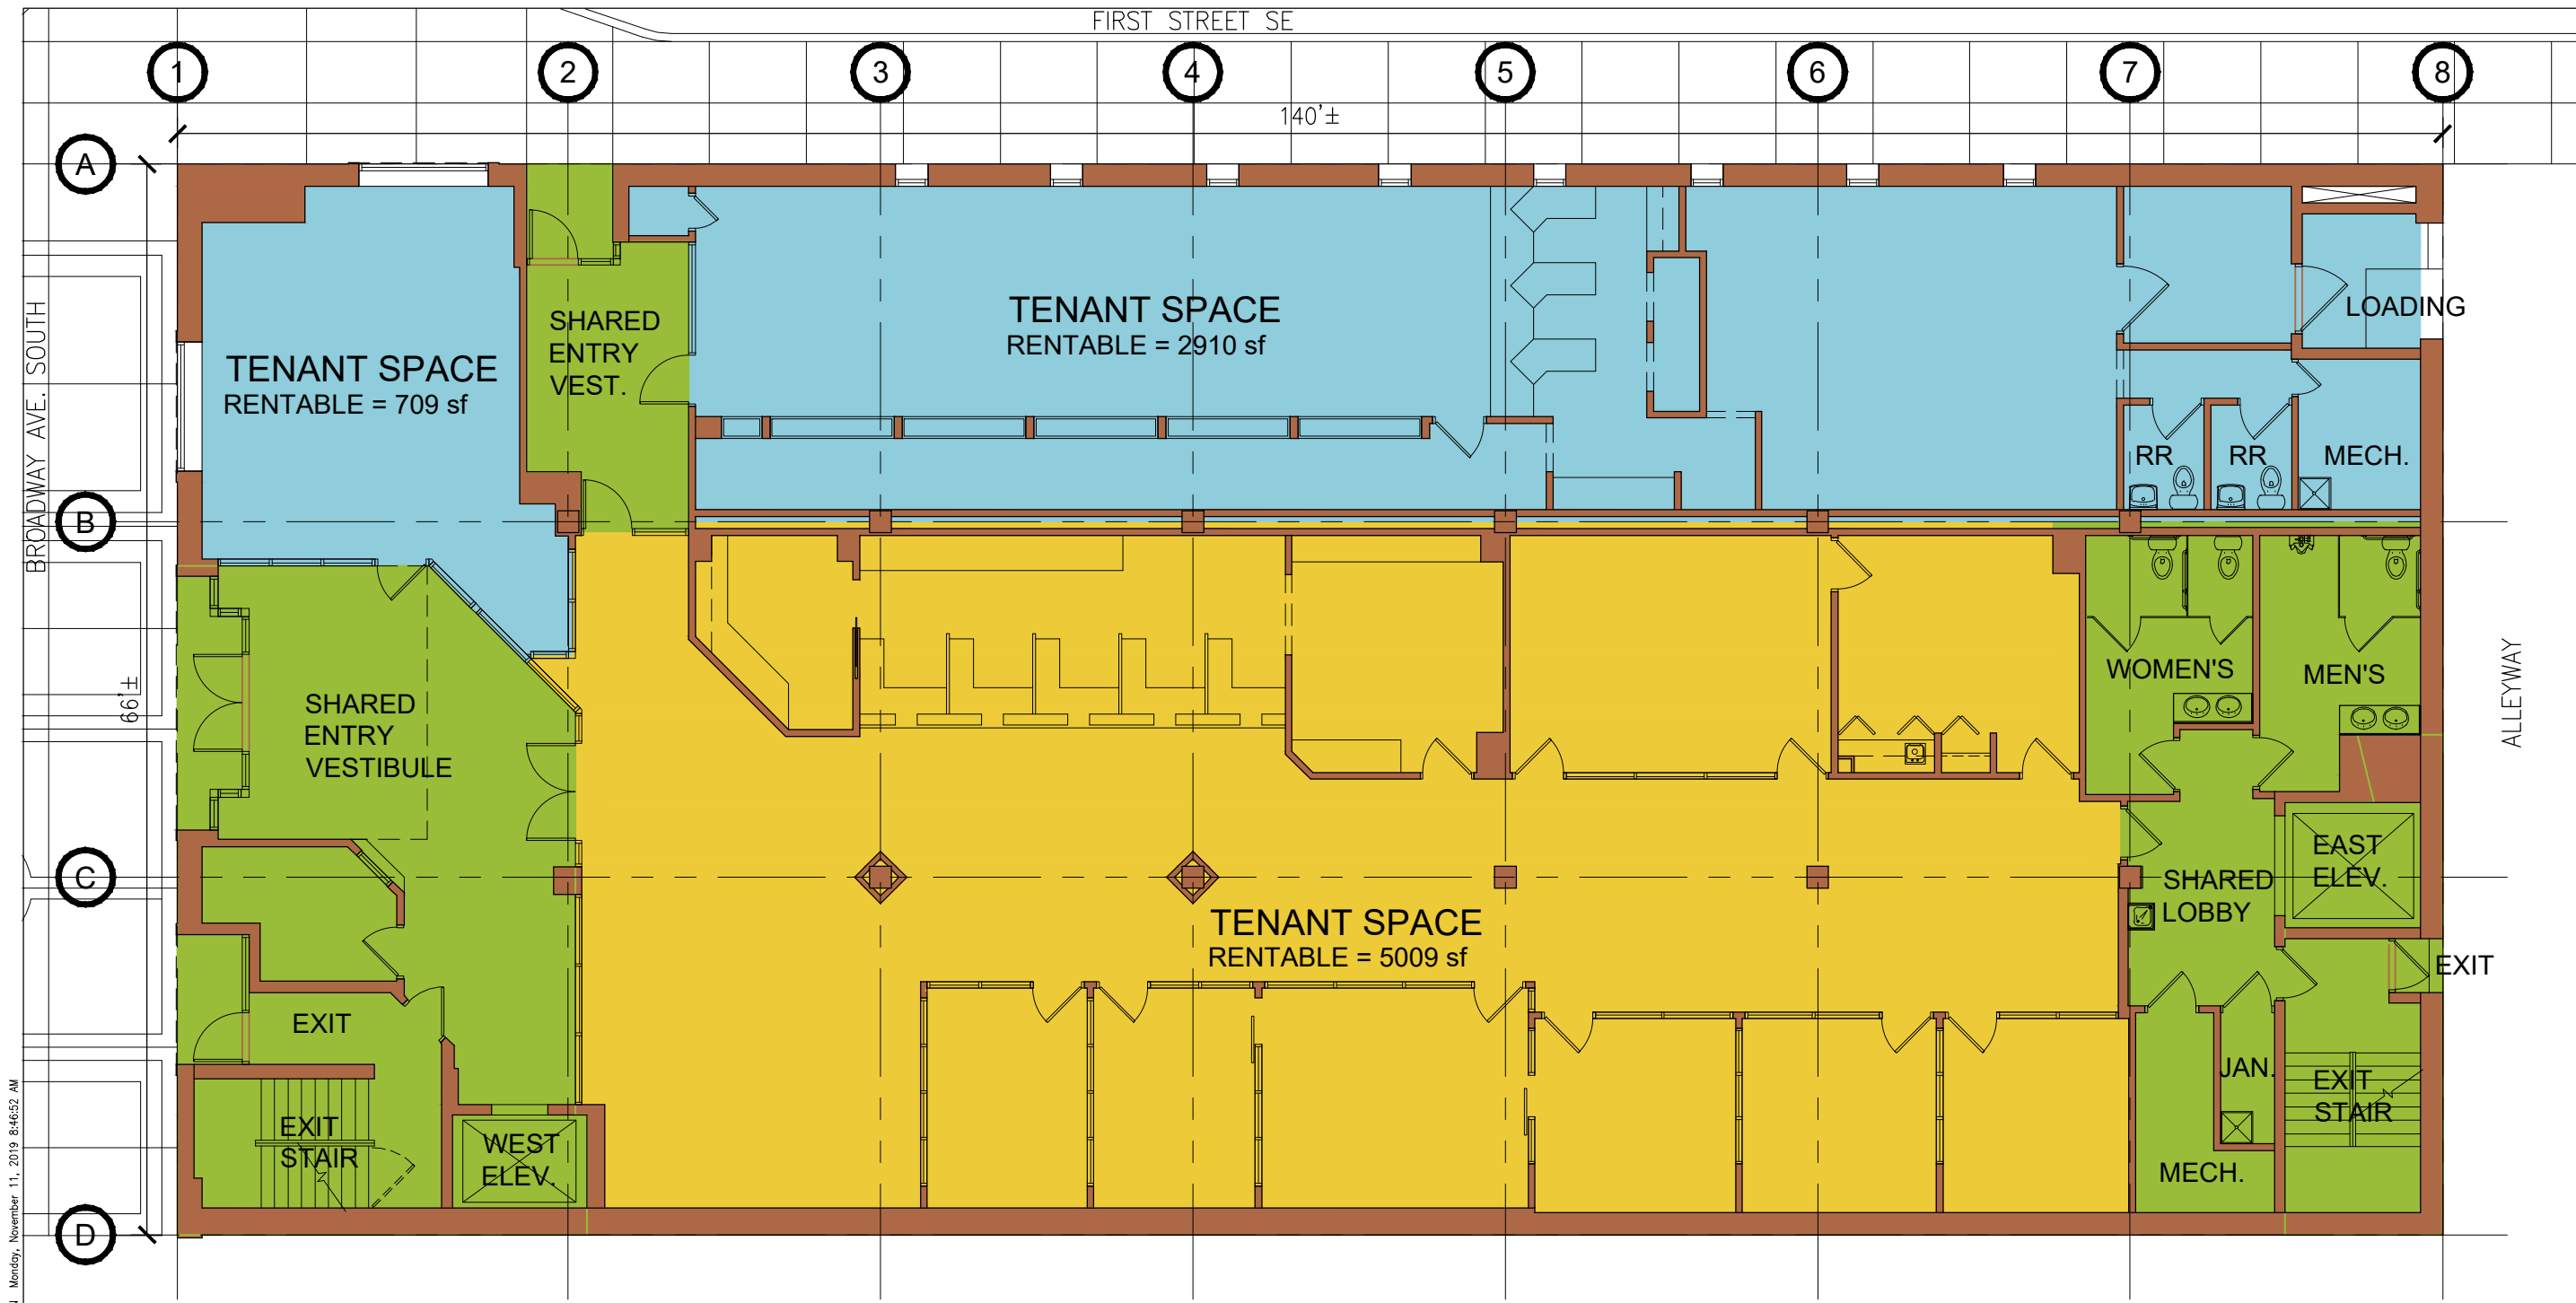 FIRST STREET SE
1 2 3 4 5 6 7 8
140'±
A
B
C
D
BROADWAY AVE. SOUTH
66'±
ALLEYWAY
TENANT SPACE
RENTABLE = 709 sf
SHARED
ENTRY
VEST.
TENANT SPACE
RENTABLE = 2910 sf
LOADING
RR
RR
MECH.
SHARED
ENTRY
VESTIBULE
WOMEN'S
MEN'S
EAST
ELEV.
SHARED
LOBBY
TENANT SPACE
RENTABLE = 5009 sf
EXIT
EXIT
EXIT
STAIR
WEST
ELEV.
JAN.
EXIT
STAIR
MECH.
Monday, November 11, 2019 8:46:52 AM